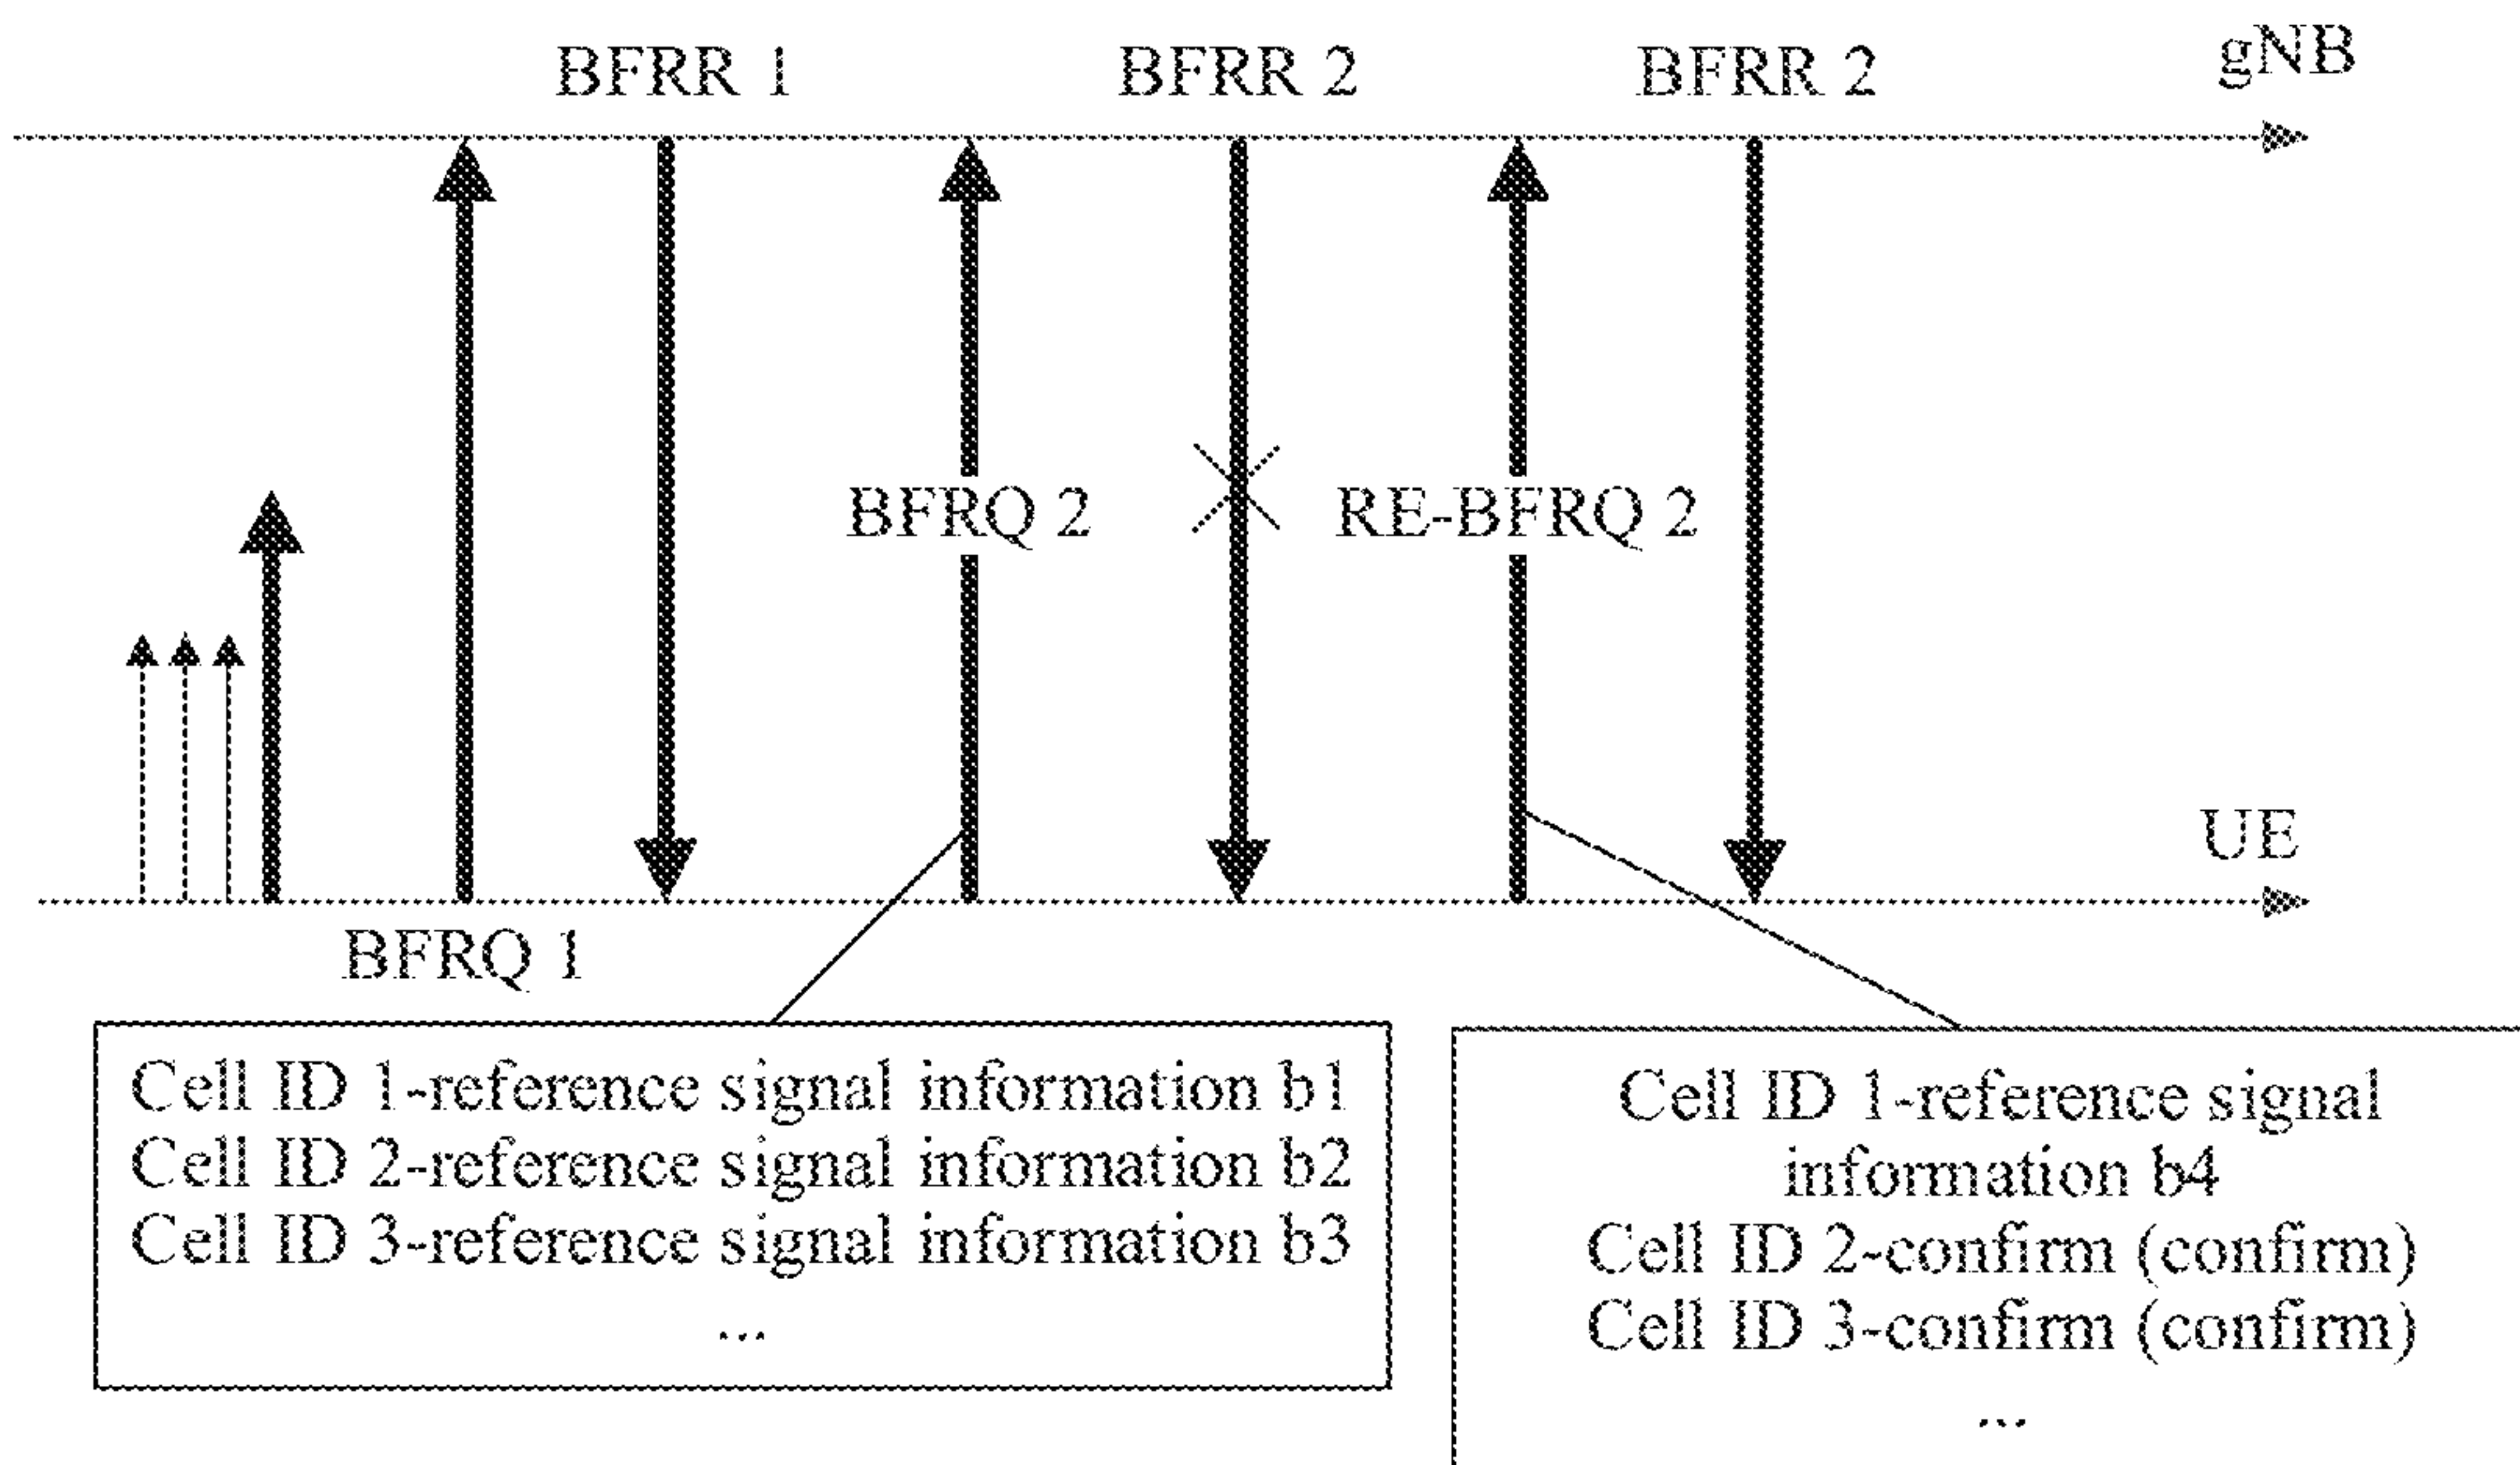 BFRR 1
BFRR 2
BFRR 2
gNB
BFRQ 2
RE-BFRQ 2
UE
BFRQ 1
Cell ID 1-reference signal information b1
Cell ID 2-reference signal information b2
Cell ID 3-reference signal information b3
...
Cell ID 1-reference signal
information b4
Cell ID 2-confirm (confirm)
Cell ID 3-confirm (confirm)
...